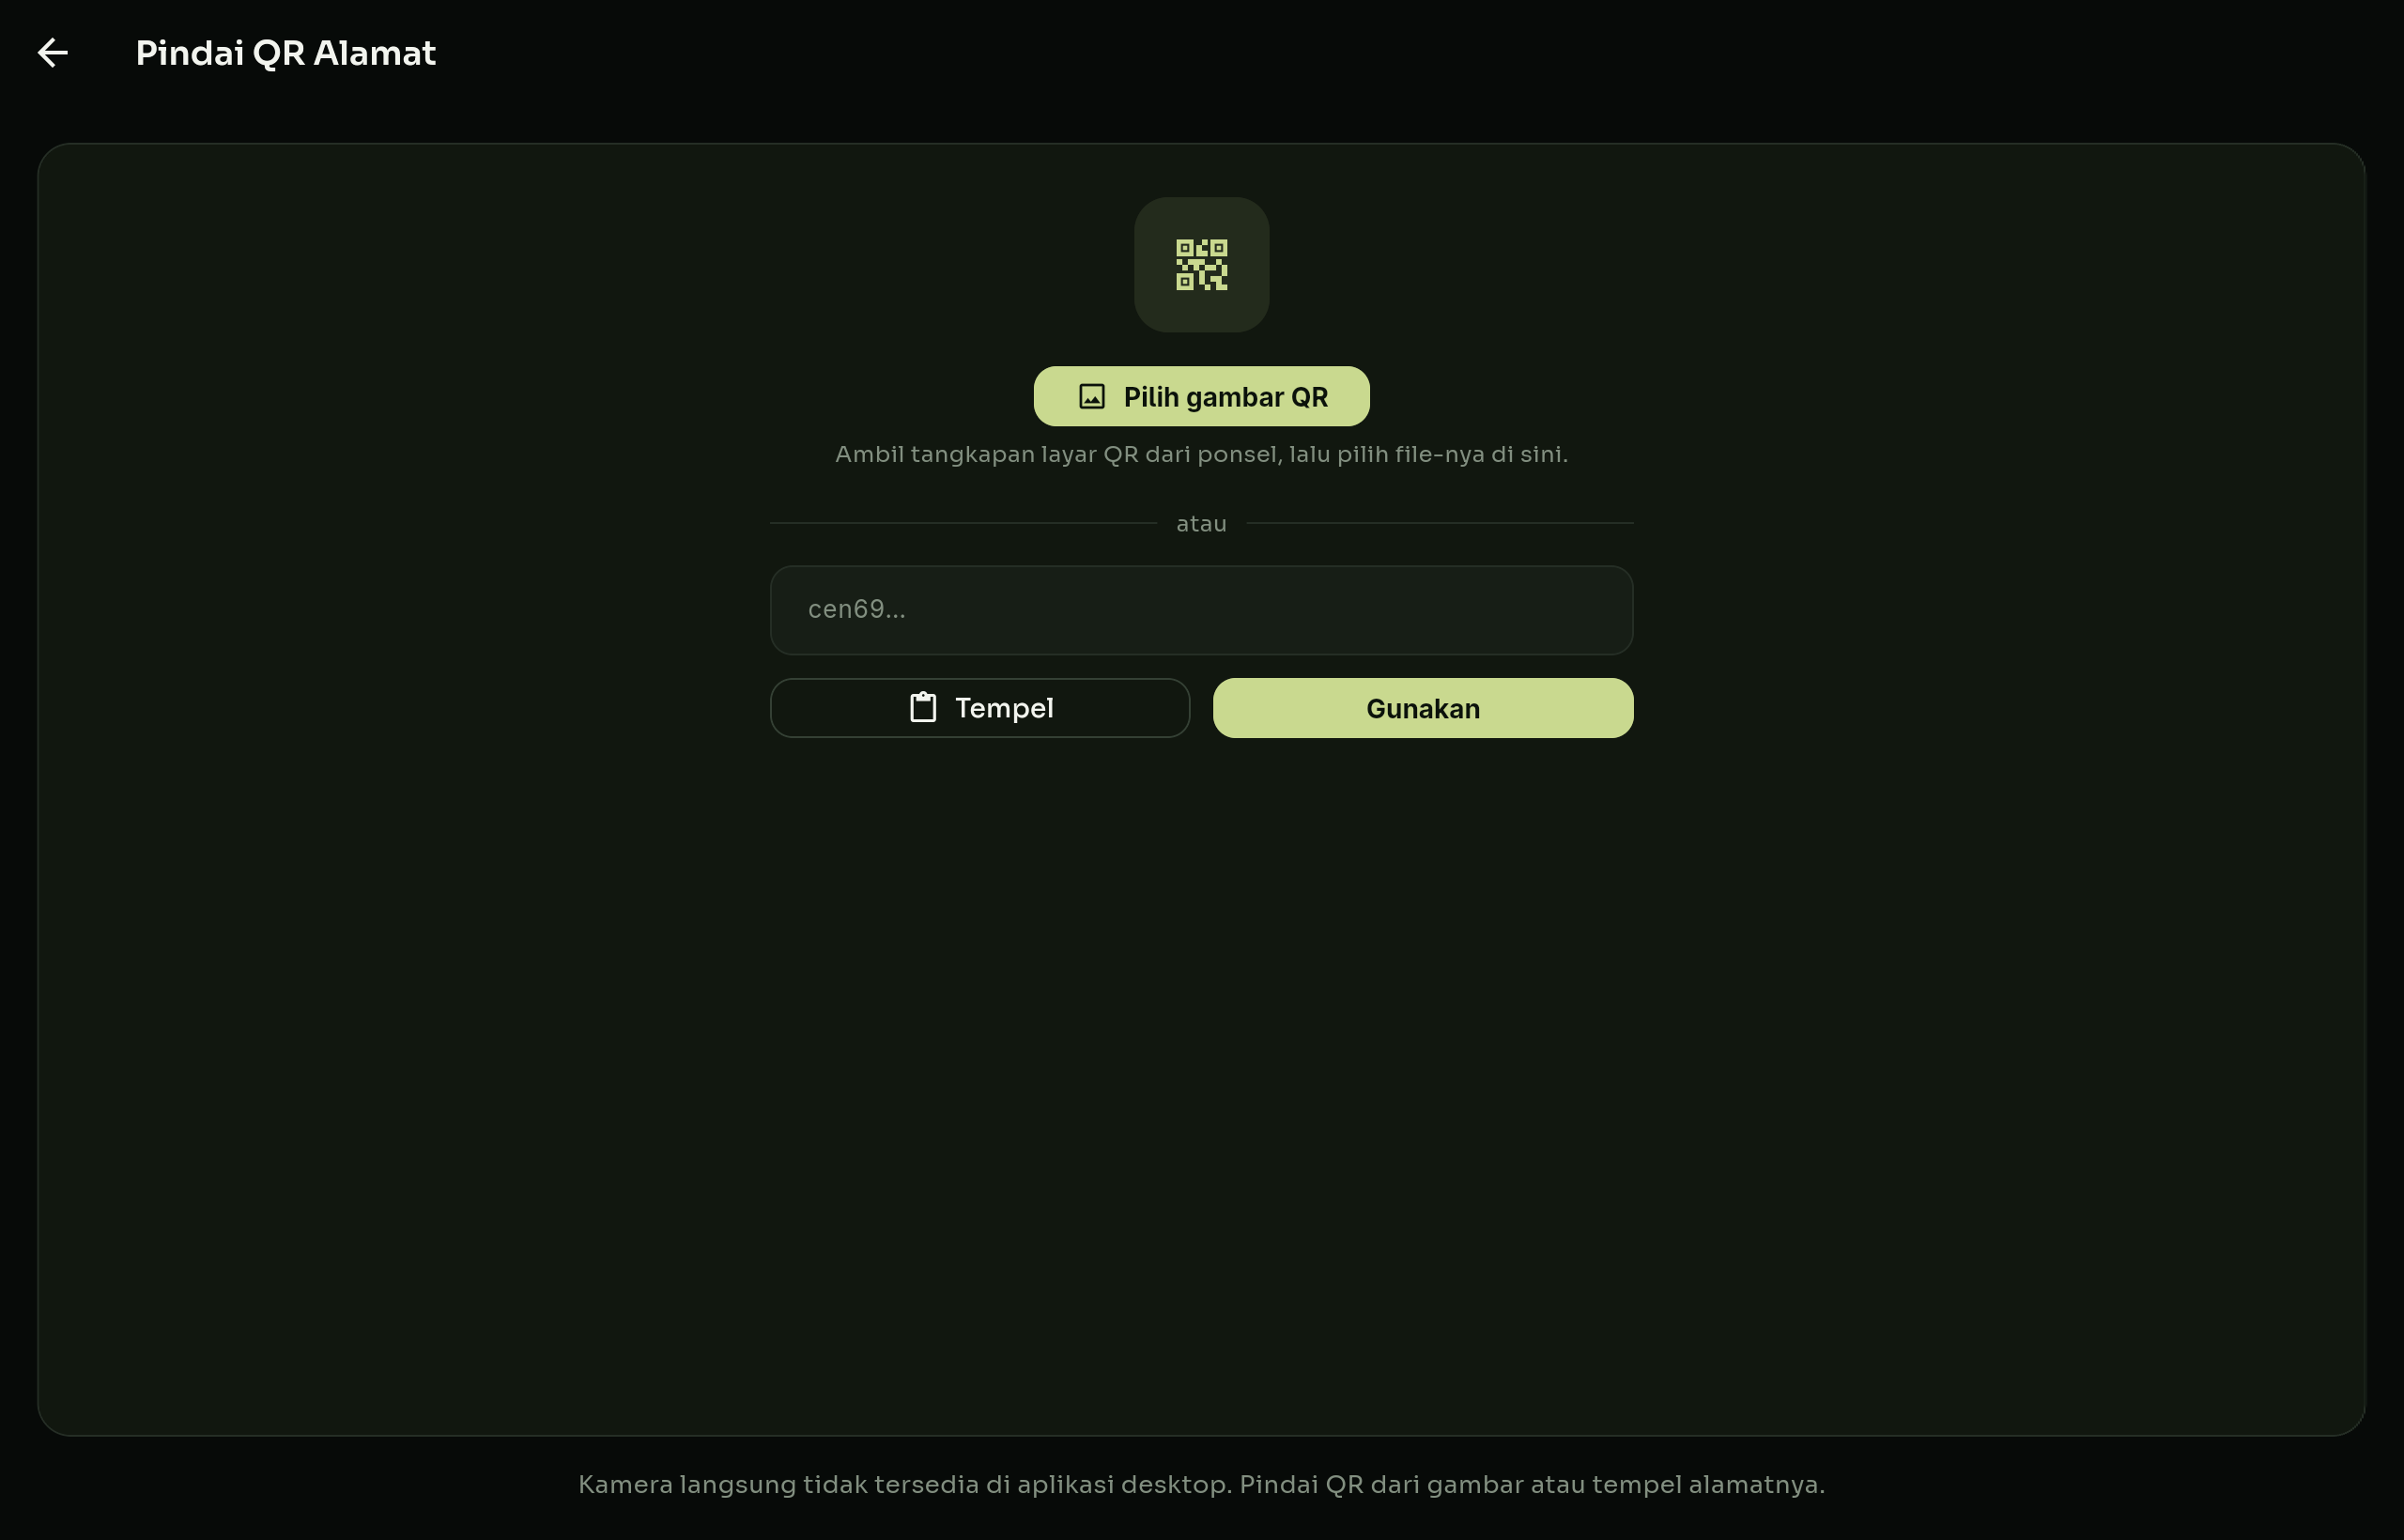 Pindai QR Alamat
Pilih gambar QR
Ambil tangkapan layar QR dari ponsel, lalu pilih file-nya di sini.
atau
cen69...
Tempel
Gunakan
Kamera langsung tidak tersedia di aplikasi desktop. Pindai QR dari gambar atau tempel alamatnya.